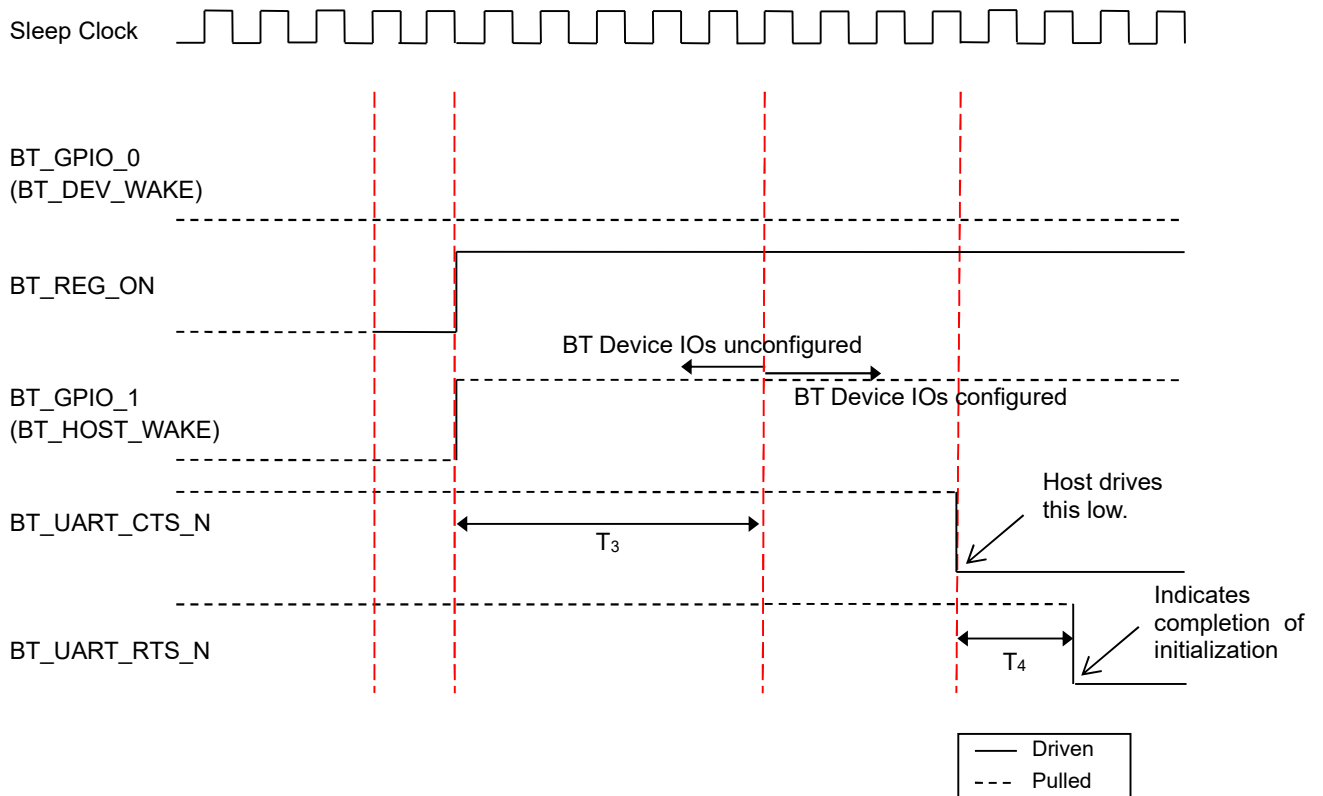 Sleep Clock
BT_GPIO_0
(BT_DEV_WAKE)
BT_REG_ON
BT Device IOs unconfigured
BT_GPIO_1
(BT_HOST_WAKE)
BT Device IOs configured
Host drives
this low.
BT_UART_CTS_N
T3
Indicates
completion of
initialization
BT_UART_RTS_N
T4
Driven
Pulled